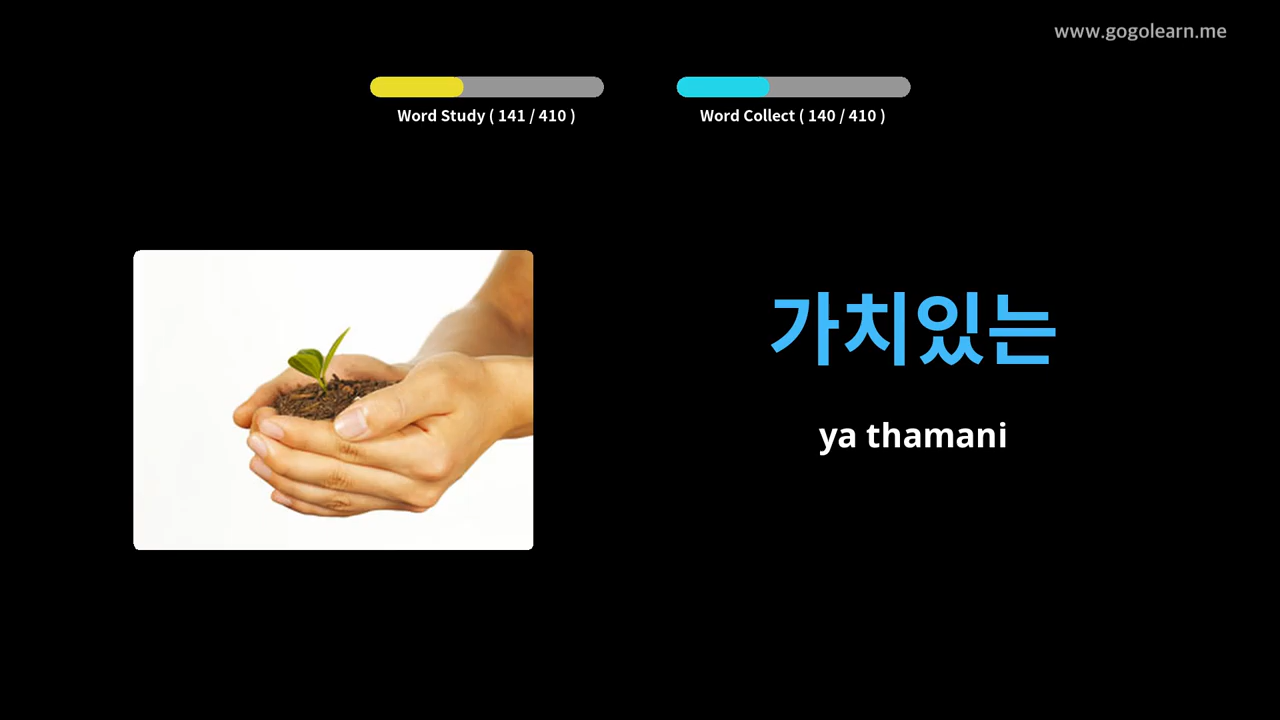 www.gogolearn.me
Word Study ( 141 / 410 )
Word Collect ( 140 / 410 )
가치있는
ya thamani